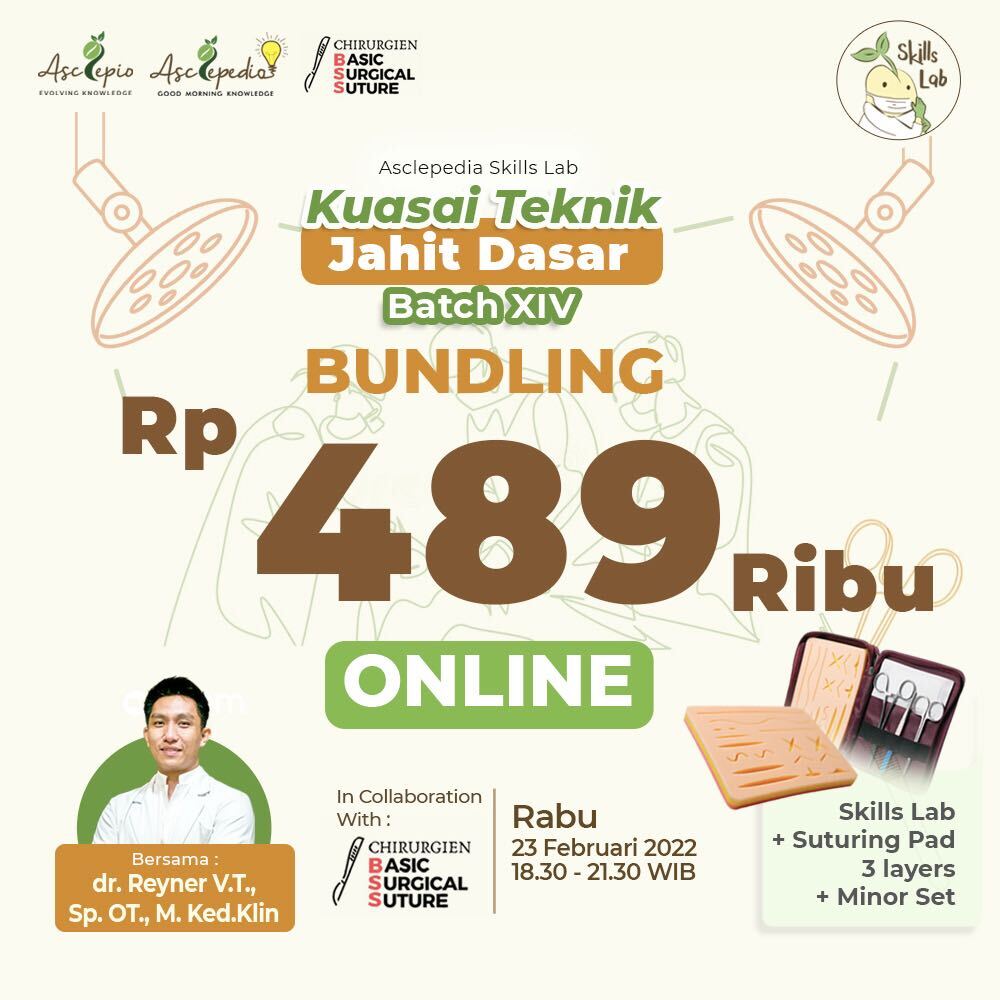 Asclepio
EVOLVING KNOWLEDGE
Asclepedia
GOOD MORNING KNOWLEDGE
CHIRURGIEN
BASIC
SURGICAL
SUTURE
Skills
Lab
Asclepedia Skills Lab
Kuasai Teknik
Jahit Dasar
Batch XIV
BUNDLING
Rp
489
Ribu
ONLINE
Bersama :
dr. Reyner V.T.,
Sp. OT., M. Ked.Klin
In Collaboration
With :
CHIRURGIEN
BASIC
SURGICAL
SUTURE
Rabu
23 Februari 2022
18.30 - 21.30 WIB
Skills Lab
+ Suturing Pad
3 layers
+ Minor Set